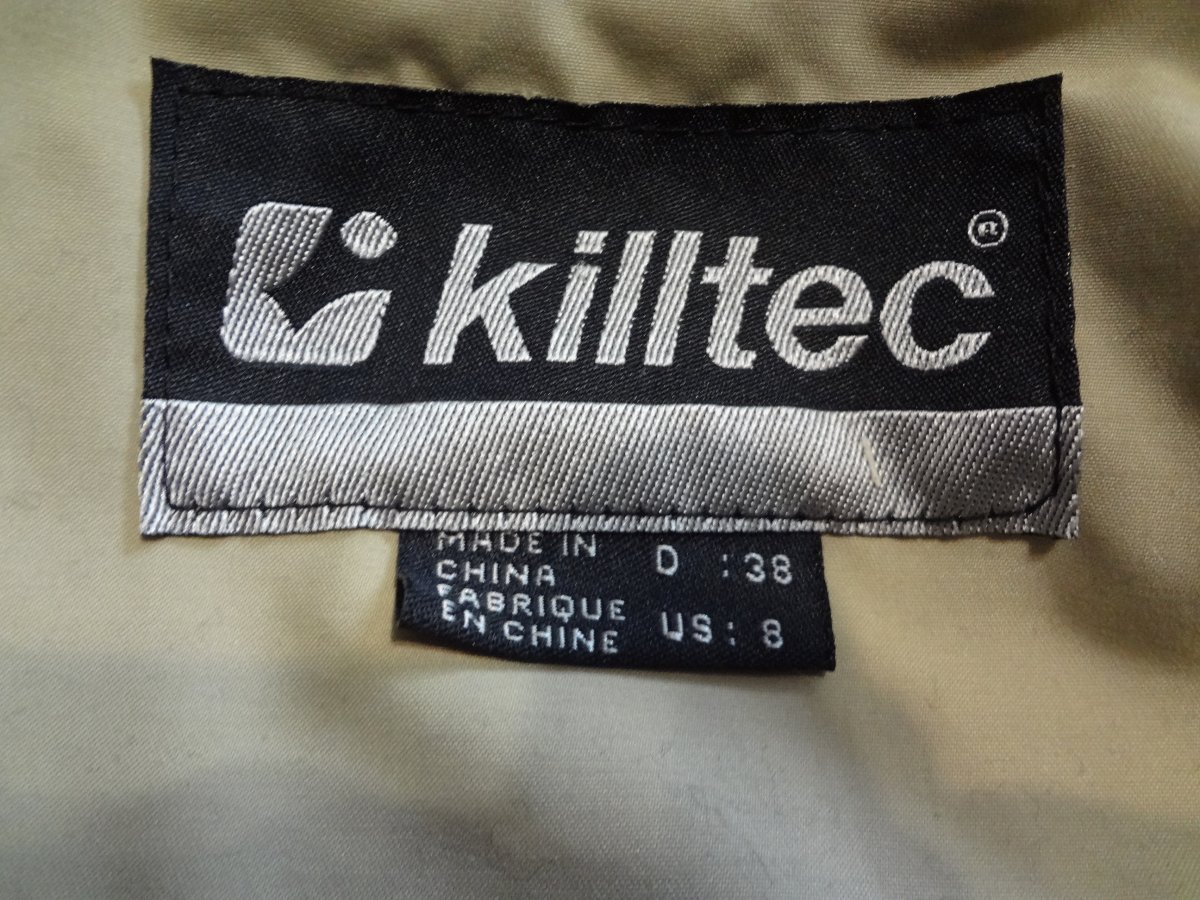 killtec®
MADE IN
CHINA
FABRIQUE
EN CHINE
D : 38
US : 8